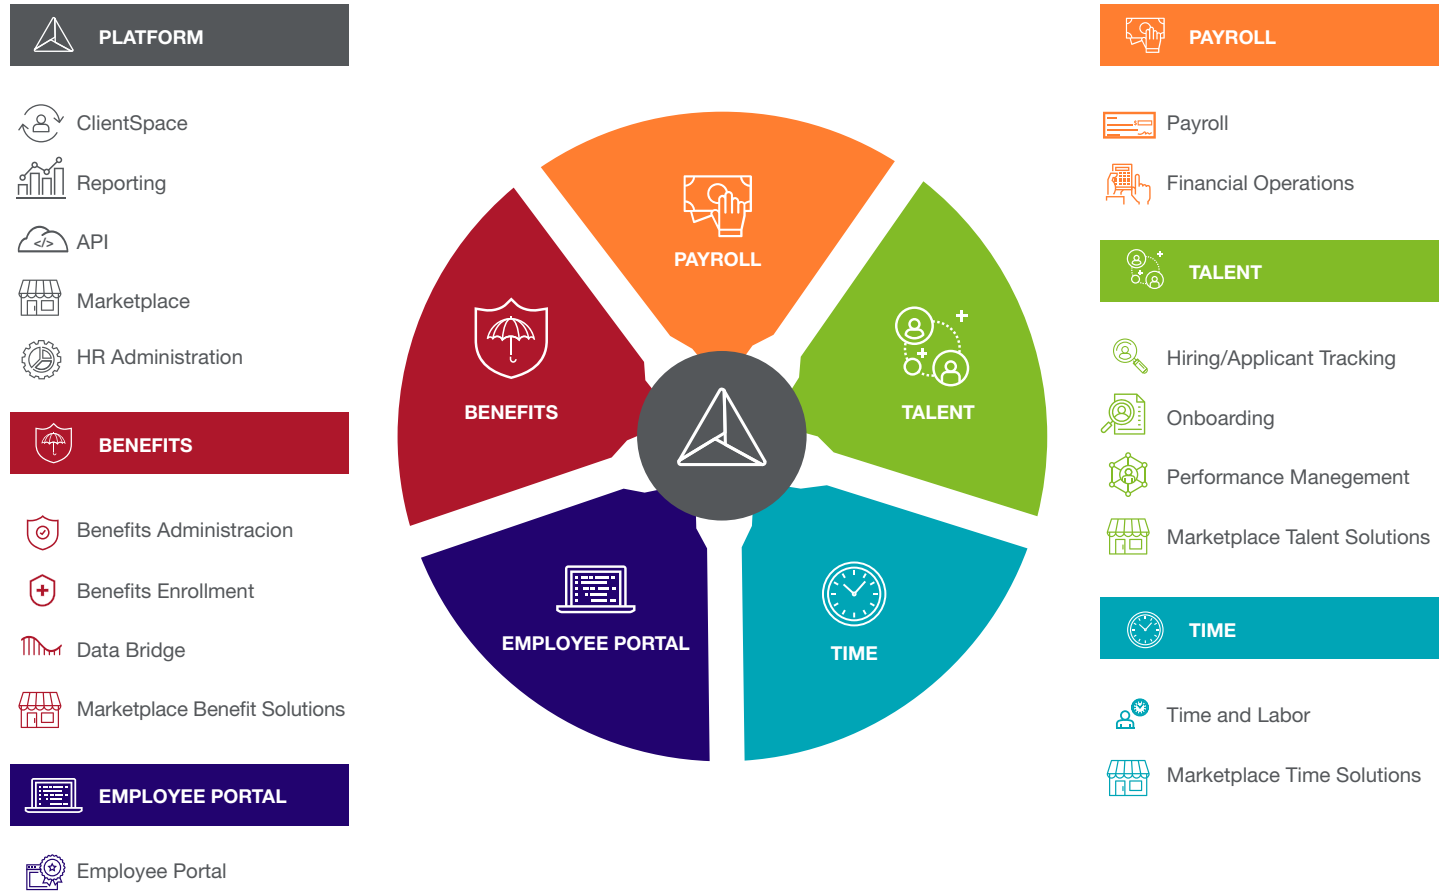 PLATFORM
ClientSpace
Reporting
API
Marketplace
HR Administration
BENEFITS
Benefits Administracion
Benefits Enrollment
Data Bridge
Marketplace Benefit Solutions
EMPLOYEE PORTAL
Employee Portal
PAYROLL
BENEFITS
TALENT
EMPLOYEE PORTAL
TIME
PAYROLL
Payroll
Financial Operations
TALENT
Hiring/Applicant Tracking
Onboarding
Performance Manegement
Marketplace Talent Solutions
TIME
Time and Labor
Marketplace Time Solutions